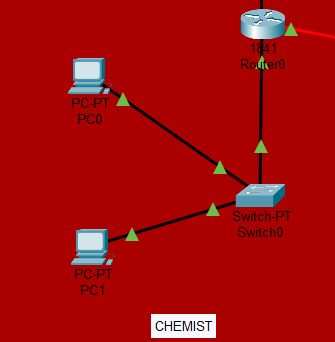 1841
Router0
PC-PT
PC0
Switch-PT
Switch0
PC-PT
PC1
CHEMIST